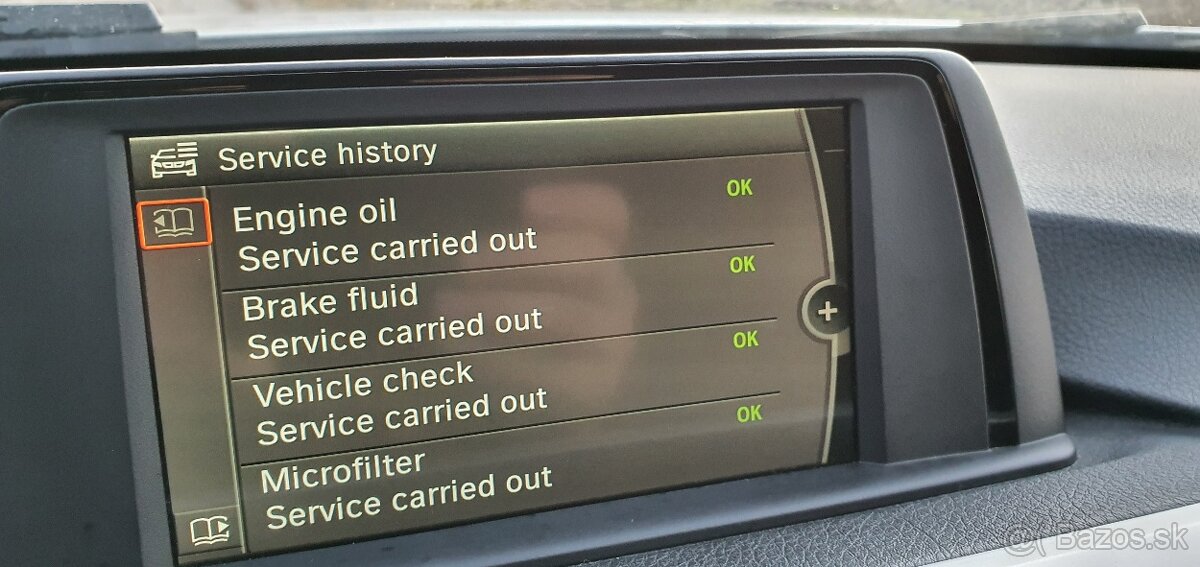 Service history
Engine oil
OK
Service carried out
Brake fluid
OK
Service carried out
Vehicle check
OK
Service carried out
Microfilter
OK
Service carried out
Bazos.sk